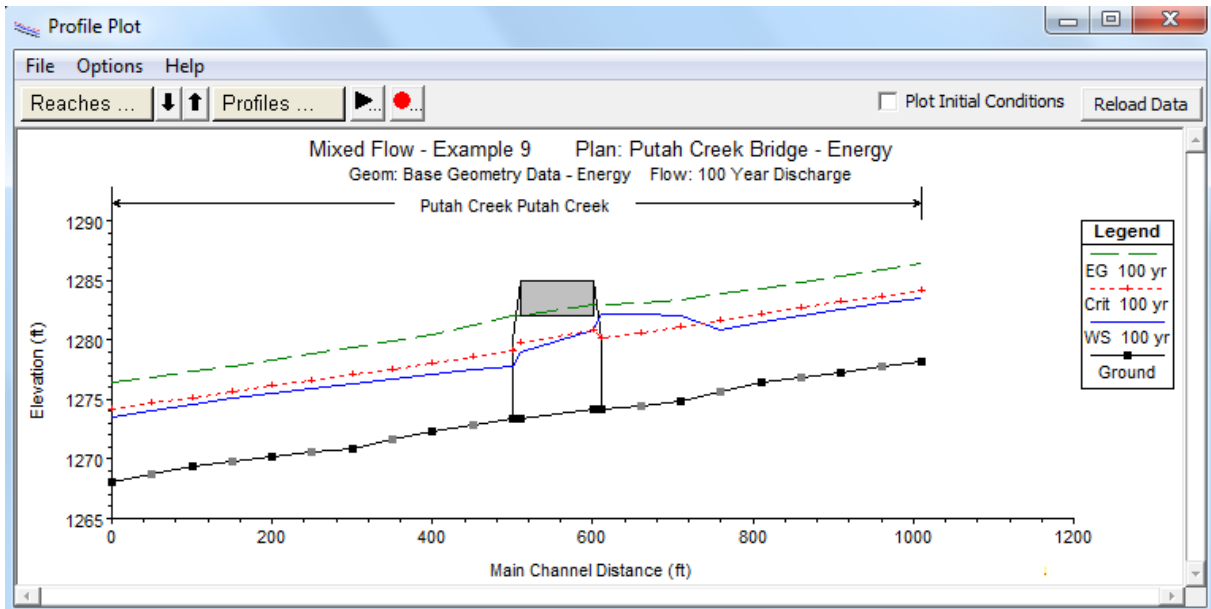 Profile Plot
File Options Help
Reaches ... Profiles ... ... ... Plot Initial Conditions Reload Data
Mixed Flow - Example 9 Plan: Putah Creek Bridge - Energy
Geom: Base Geometry Data - Energy Flow: 100 Year Discharge
Putah Creek Putah Creek
1290
1285
1280
1275
1270
1265
Elevation (ft)
0 200 400 600 800 1000 1200
Main Channel Distance (ft)
Legend
EG 100 yr
Crit 100 yr
WS 100 yr
Ground